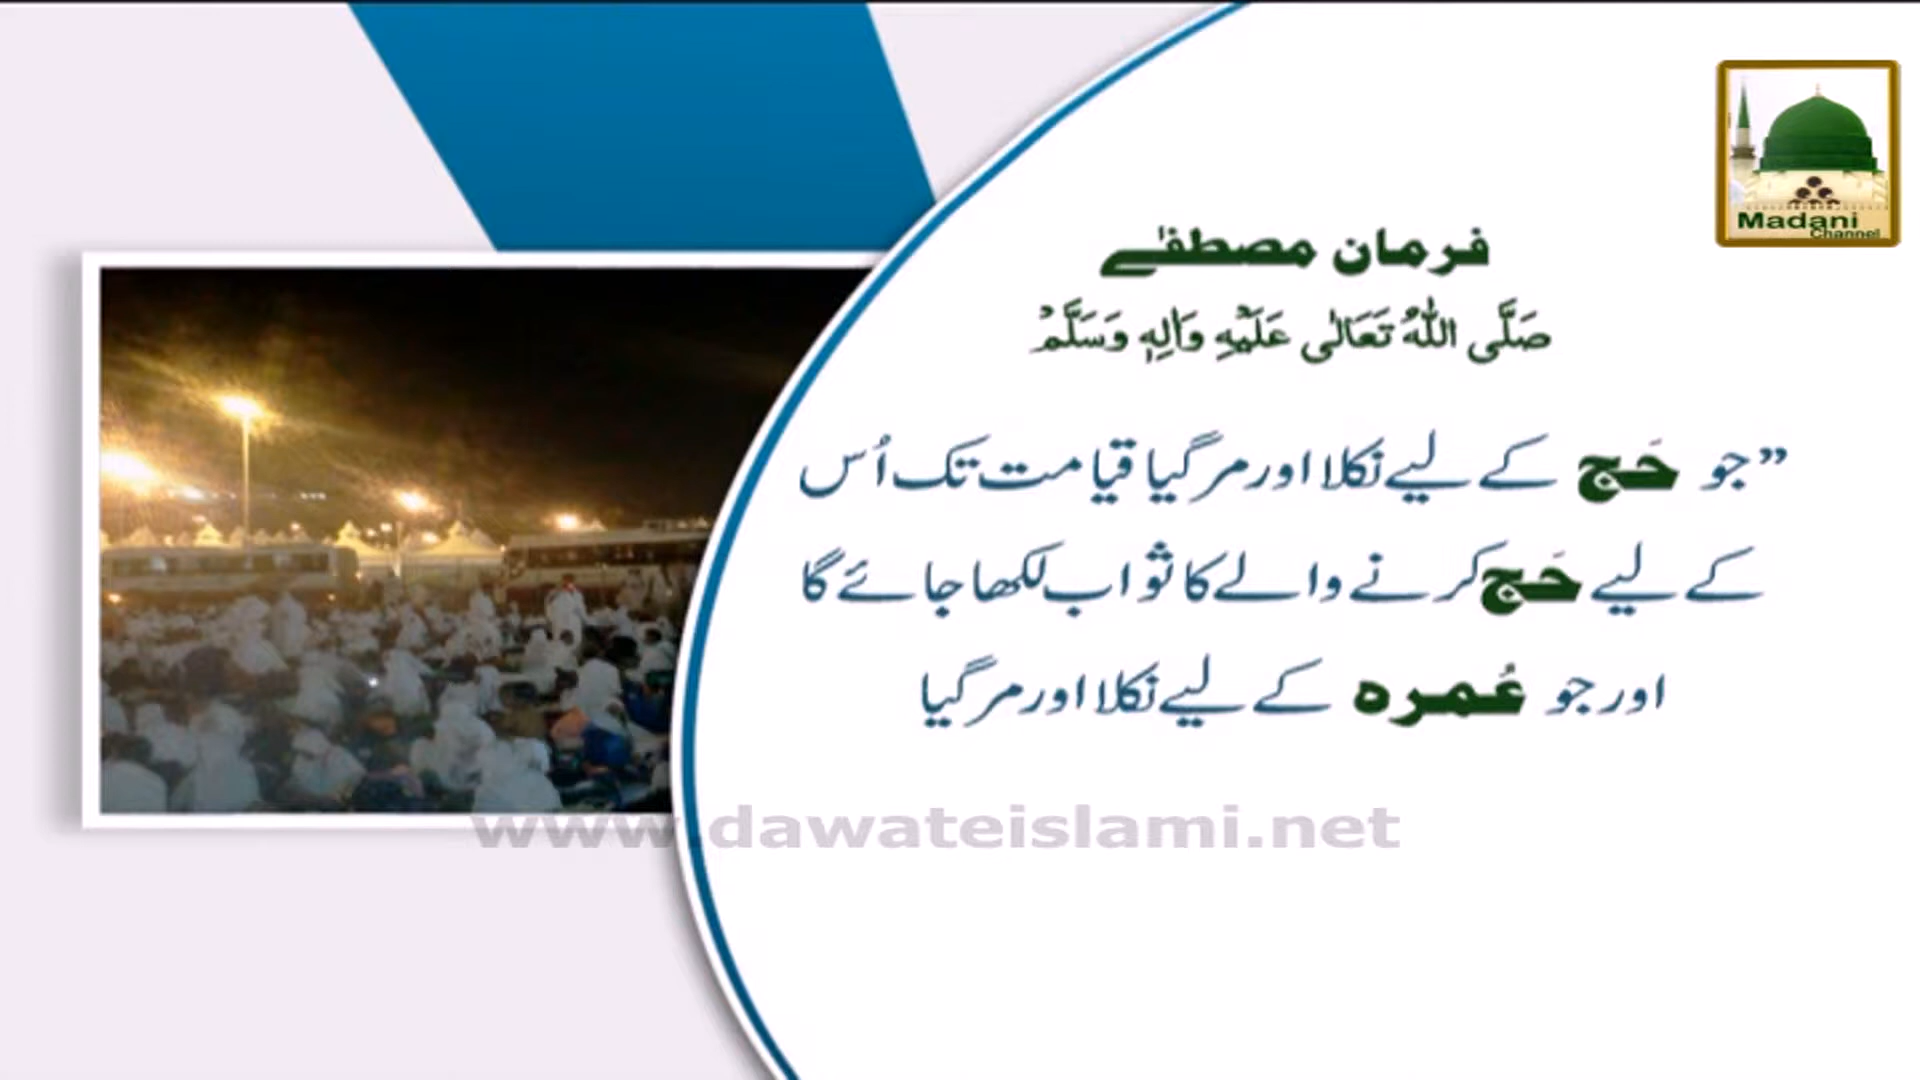 Madani
Channel
فرمان مصطفےٰ
صَلَّی اللّٰہُ تَعَالٰی عَلَیْہِ وَاٰلِہٖ وَسَلَّمْ
”جو حَج کے لیے نکلا اور مر گیا قیامت تک اُس
کے لیے حَج کرنے والے کا ثواب لکھا جائے گا
اور جو عُمرہ کے لیے نکلا اور مر گیا
www.dawateislami.net